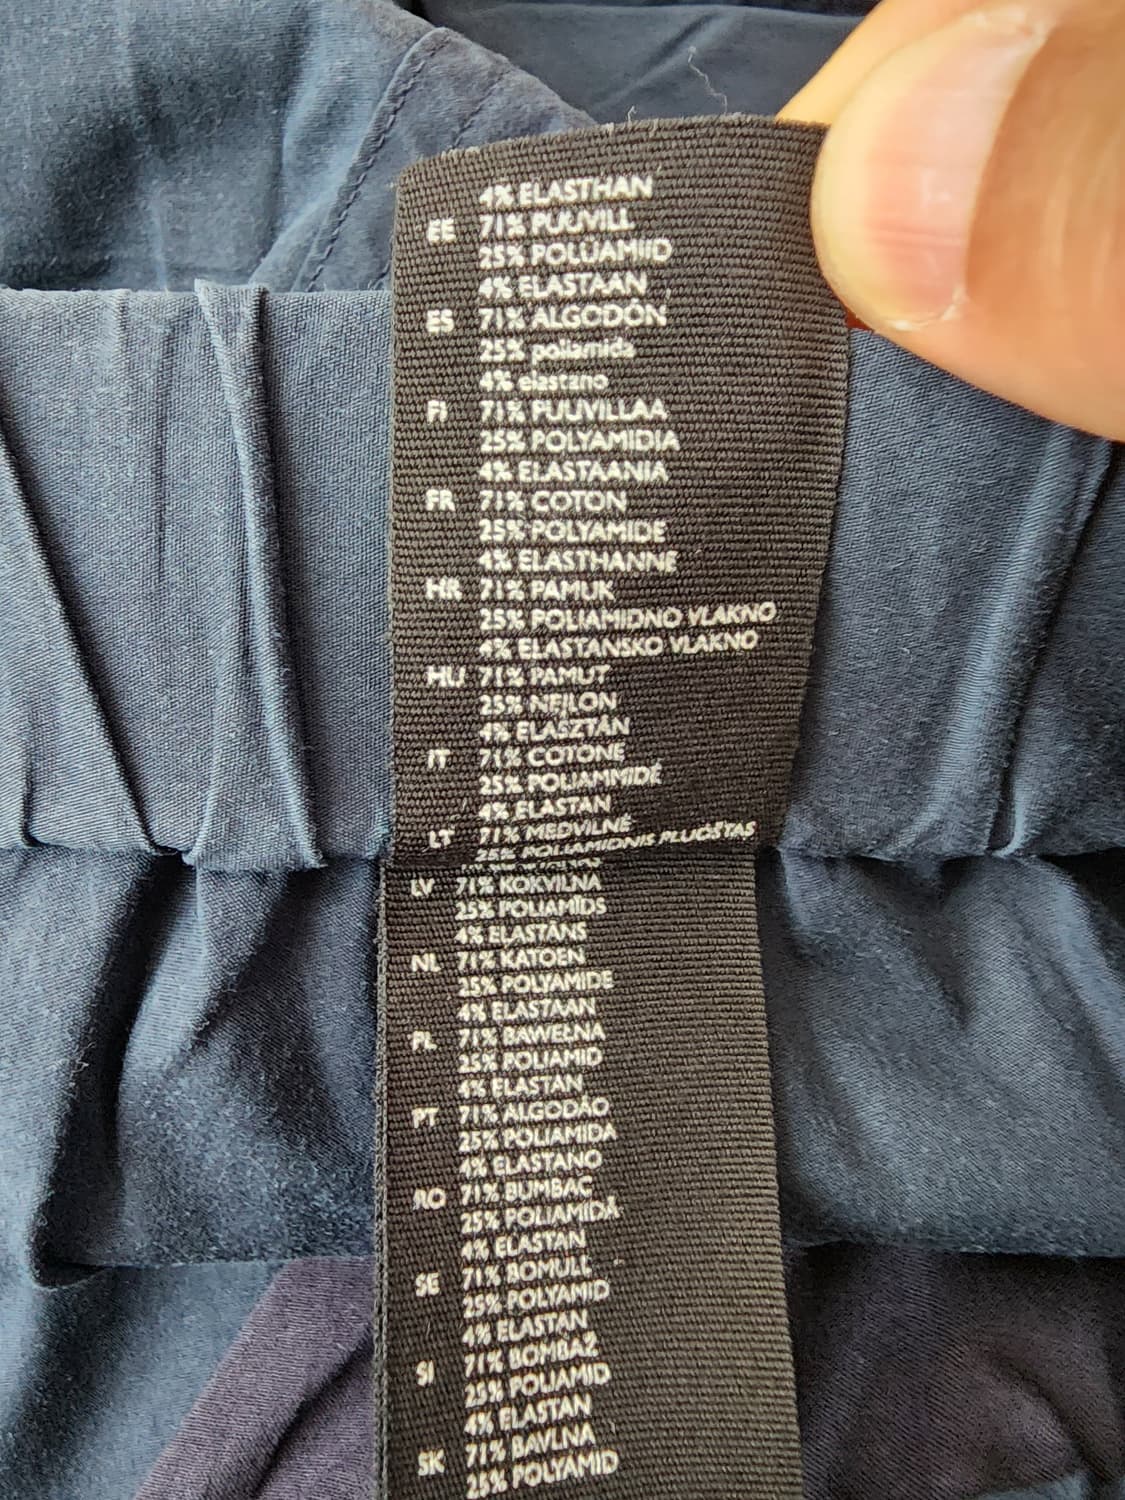 4% ELASTHAN
EE 71% PUUVILL
25% POLÜAMIID
4% ELASTAAN
ES 71% ALGODÓN
25% poliamida
4% elastano
FI 71% PUUVILLAA
25% POLYAMIDIA
4% ELASTAANIA
FR 71% COTON
25% POLYAMIDE
4% ELASTHANNE
HR 71% PAMUK
25% POLIAMIDNO VLAKNO
4% ELASTANSKO VLAKNO
HU 71% PAMUT
25% NEJLON
4% ELASZTÁN
IT 71% COTONE
25% POLIAMMIDE
4% ELASTAN
LT 71% MEDVILNĖ
25% POLIAMIDNIS PLUOŠTAS
LV 71% KOKVILNA
25% POLIAMĪDS
4% ELASTĀNS
NL 71% KATOEN
25% POLYAMIDE
4% ELASTAAN
PL 71% BAWEŁNA
25% POLIAMID
4% ELASTAN
PT 71% ALGODÃO
25% POLIAMIDA
4% ELASTANO
RO 71% BUMBAC
25% POLIAMIDĂ
4% ELASTAN
SE 71% BOMULL
25% POLYAMID
4% ELASTAN
SI 71% BOMBAŽ
25% POLIAMID
4% ELASTAN
SK 71% BAVLNA
25% POLYAMID